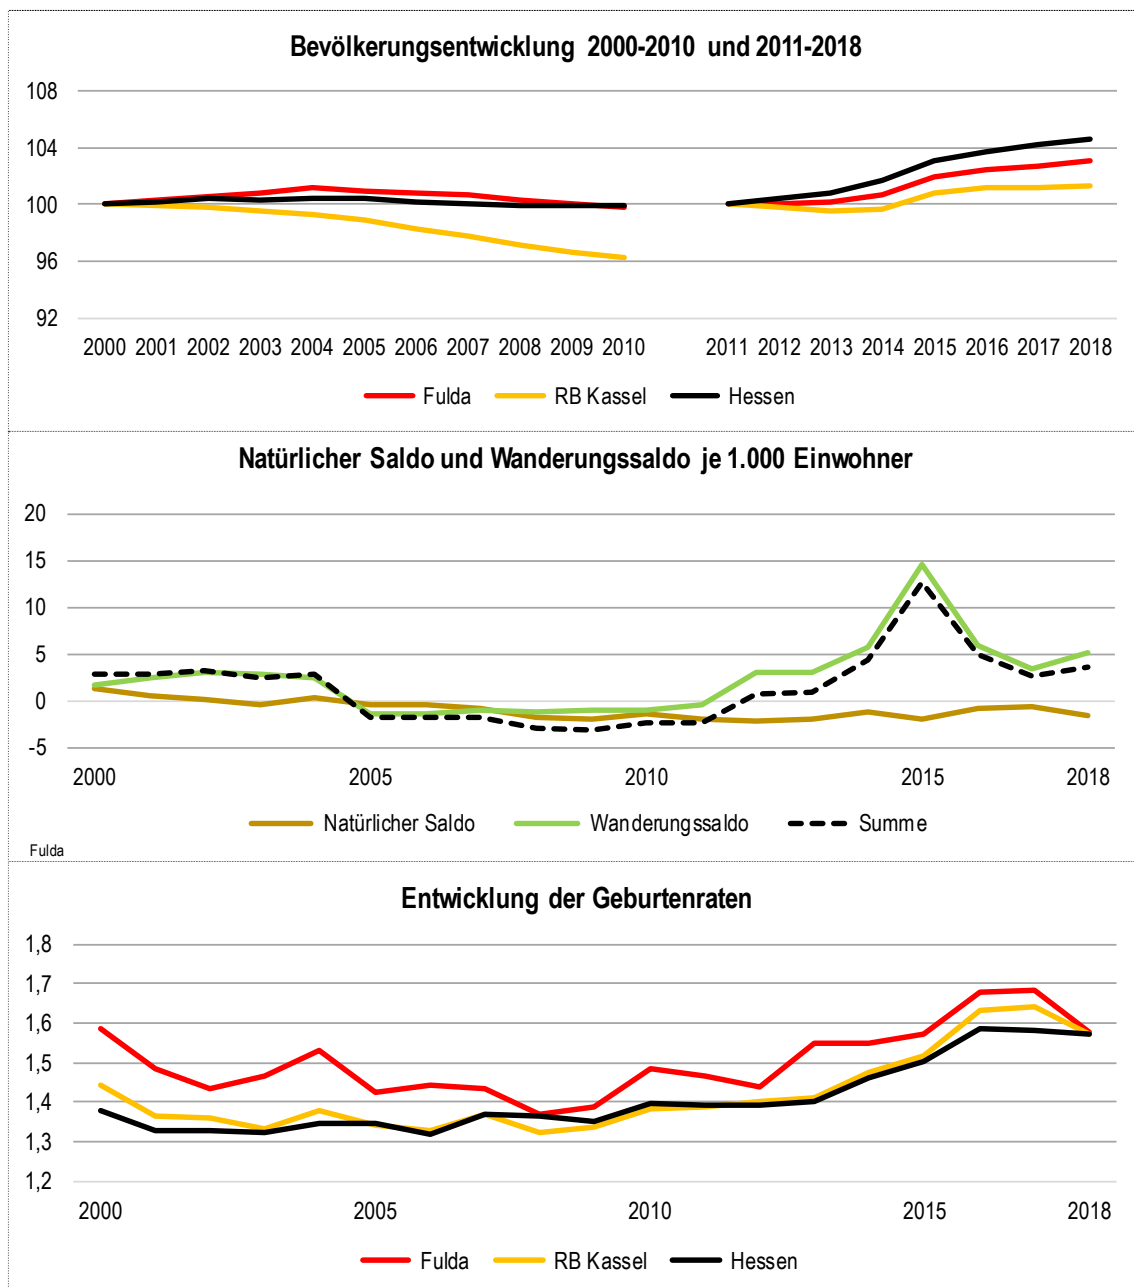 Bevölkerungsentwicklung 2000-2010 und 2011-2018
108
104
100
96
92
2000 2001 2002 2003 2004 2005 2006 2007 2008 2009 2010 2011 2012 2013 2014 2015 2016 2017 2018
Fulda RB Kassel Hessen
Natürlicher Saldo und Wanderungssaldo je 1.000 Einwohner
20
15
10
5
0
-5
2000 2005 2010 2015 2018
Natürlicher Saldo Wanderungssaldo Summe
Fulda
Entwicklung der Geburtenraten
1,8
1,7
1,6
1,5
1,4
1,3
1,2
2000 2005 2010 2015 2018
Fulda RB Kassel Hessen